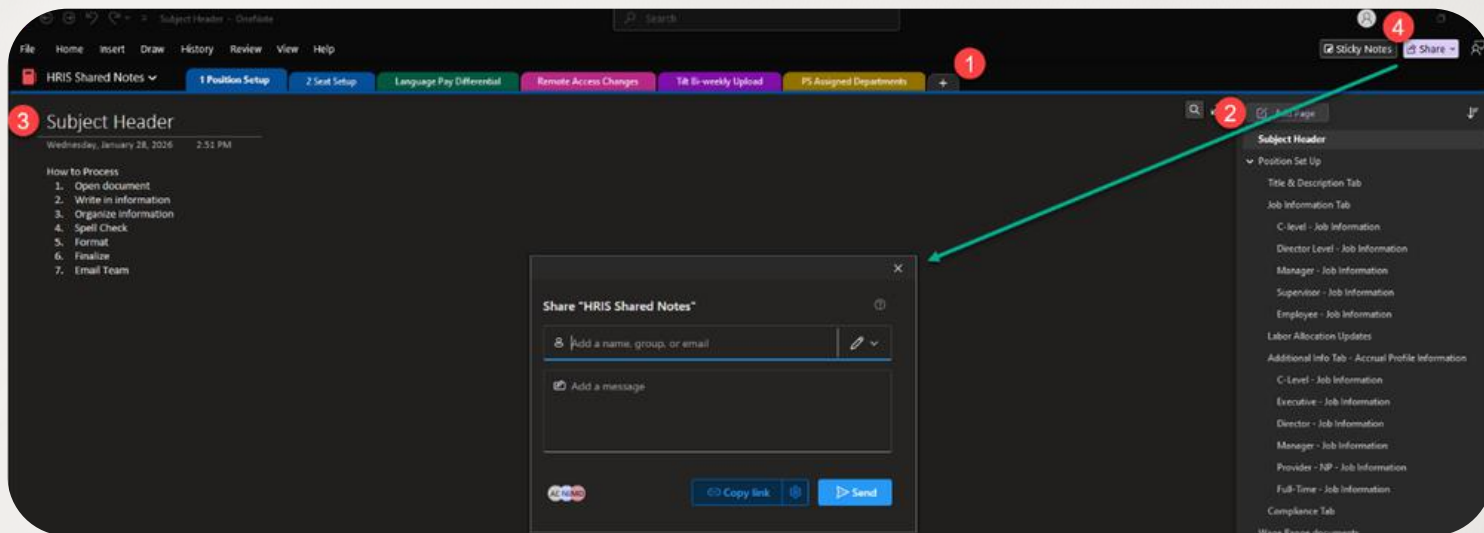 Subject Header - OneNote
Search
4
File Home Insert Draw History Review View Help
Sticky Notes Share
HRIS Shared Notes 1 Position Setup 2 Seat Setup Language Pay Differential Remote Access Changes Tilt Bi-weekly Upload PS Assigned Departments +
1
3
Subject Header
Wednesday, January 28, 2026 2:51 PM
How to Process
1. Open document
2. Write in information
3. Organize information
4. Spell Check
5. Format
6. Finalize
7. Email Team
Share "HRIS Shared Notes"
Add a name, group, or email
Add a message
Copy link Send
2
Add Page
Subject Header
Position Set Up
Title & Description Tab
Job Information Tab
C-level - Job Information
Director Level - Job Information
Manager - Job Information
Supervisor - Job Information
Employee - Job Information
Labor Allocation Updates
Additional Info Tab - Accrual Profile Information
C-Level - Job Information
Executive - Job Information
Director - Job Information
Manager - Job Information
Provider - NP - Job Information
Full-Time - Job Information
Compliance Tab